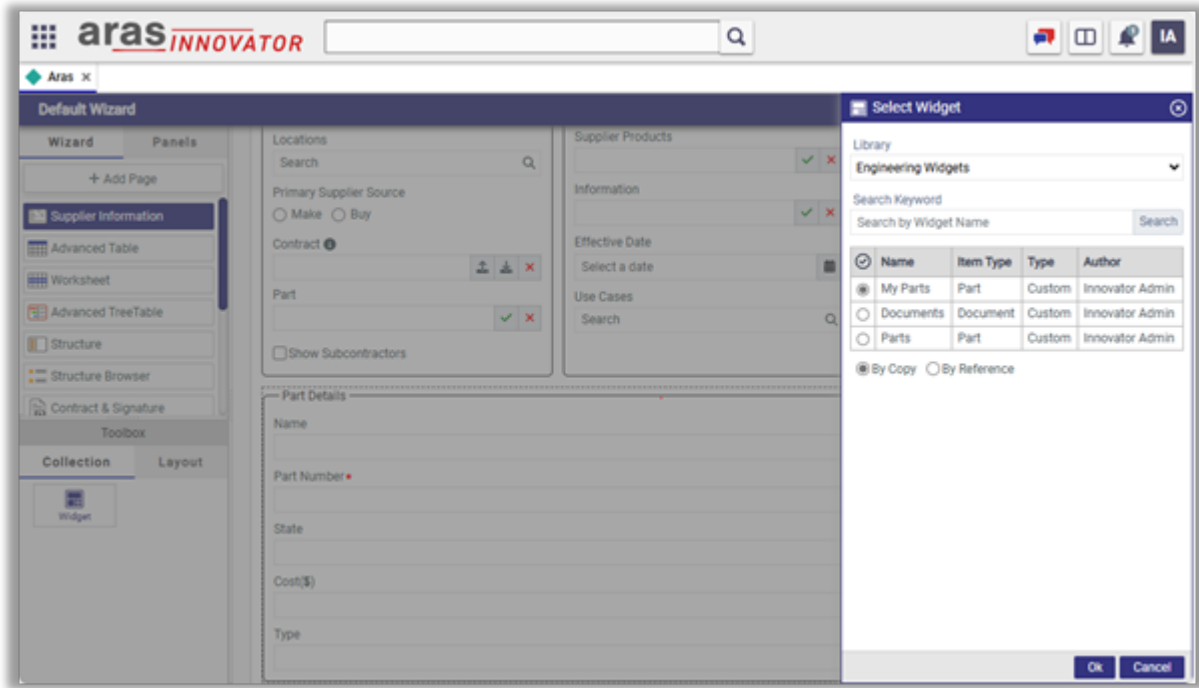 aras INNOVATOR
IA
Aras ×
Default Wizard
Wizard Panels
+ Add Page
Supplier Information
Advanced Table
Worksheet
Advanced TreeTable
Structure
Structure Browser
Contract & Signature
Toolbox
Collection Layout
Widget
Locations
Search
Primary Supplier Source
Make Buy
Contract
Part
Show Subcontractors
Supplier Products
Information
Effective Date
Select a date
Use Cases
Search
Part Details
Name
Part Number
State
Cost($)
Type
Select Widget
Library
Engineering Widgets
Search Keyword
Search by Widget Name Search
Name Item Type Type Author
My Parts Part Custom Innovator Admin
Documents Document Custom Innovator Admin
Parts Part Custom Innovator Admin
By Copy By Reference
Ok Cancel